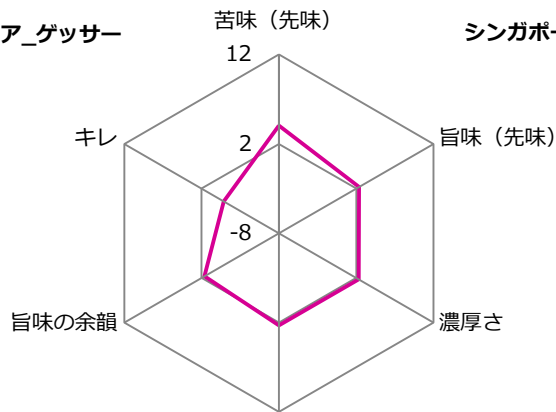 苦味（先味）
ア_ゲッサー
シンガポー
12
キレ
2
旨味（先味）
-8
旨味の余韻
濃厚さ